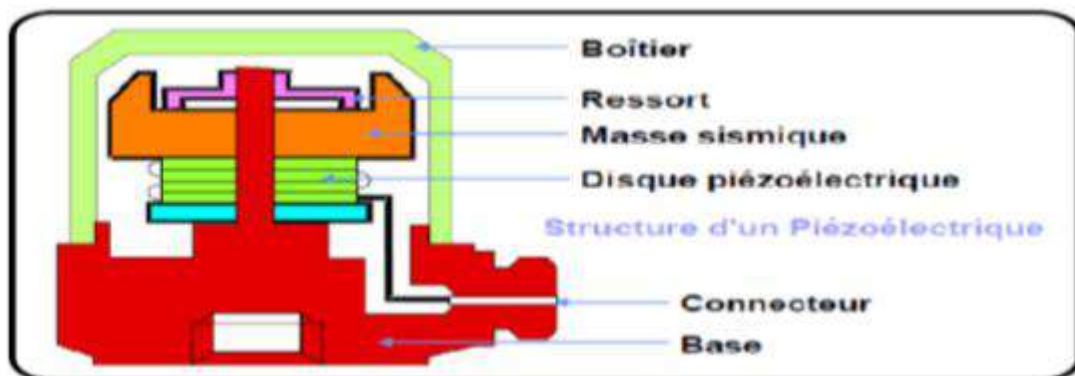 Boîtier
Ressort
Masse sismique
Disque piézoélectrique
Structure d'un Piézoélectrique
Connecteur
Base